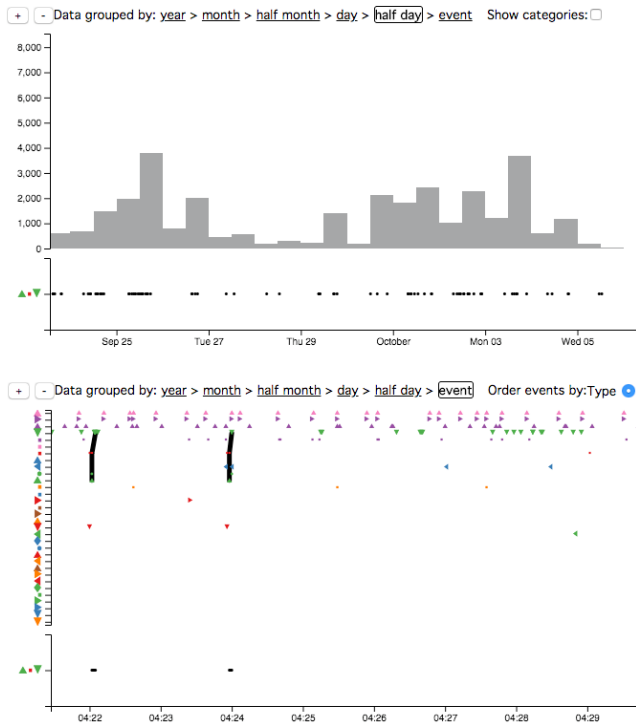 + - Data grouped by: year > month > half month > day > half day > event Show categories:
8,000
7,000
6,000
5,000
4,000
3,000
2,000
1,000
0
Sep 25 Tue 27 Thu 29 October Mon 03 Wed 05
+ - Data grouped by: year > month > half month > day > half day > event Order events by:Type
04:22 04:23 04:24 04:25 04:26 04:27 04:28 04:29